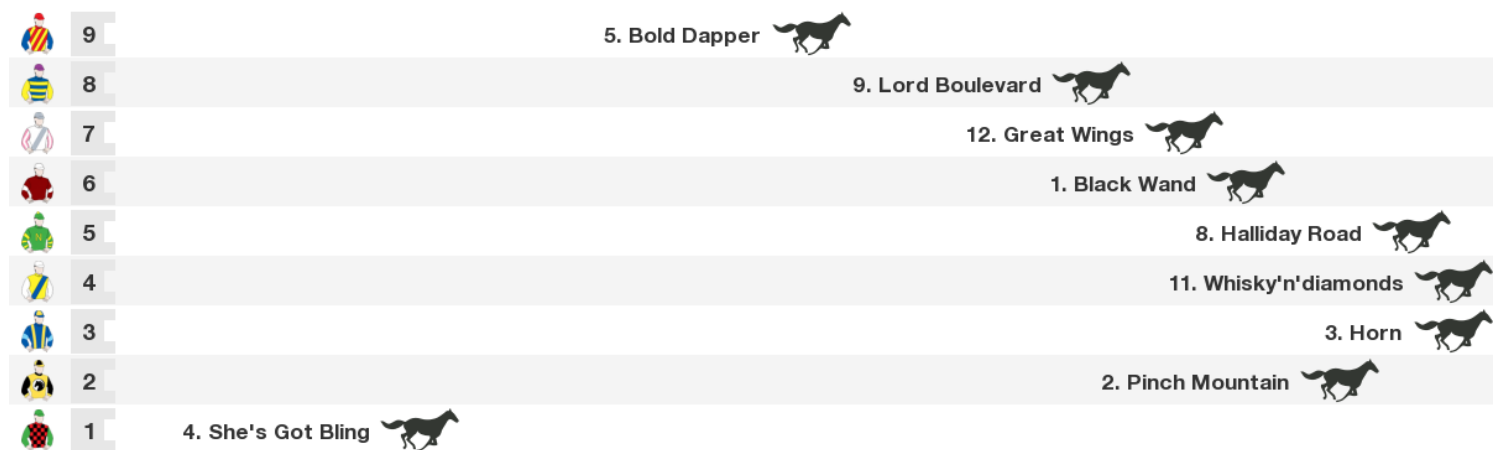 9 5. Bold Dapper
8 9. Lord Boulevard
7 12. Great Wings
6 1. Black Wand
N 5 8. Halliday Road
4 11. Whisky'n'diamonds
3 3. Horn
2 2. Pinch Mountain
1 4. She's Got Bling